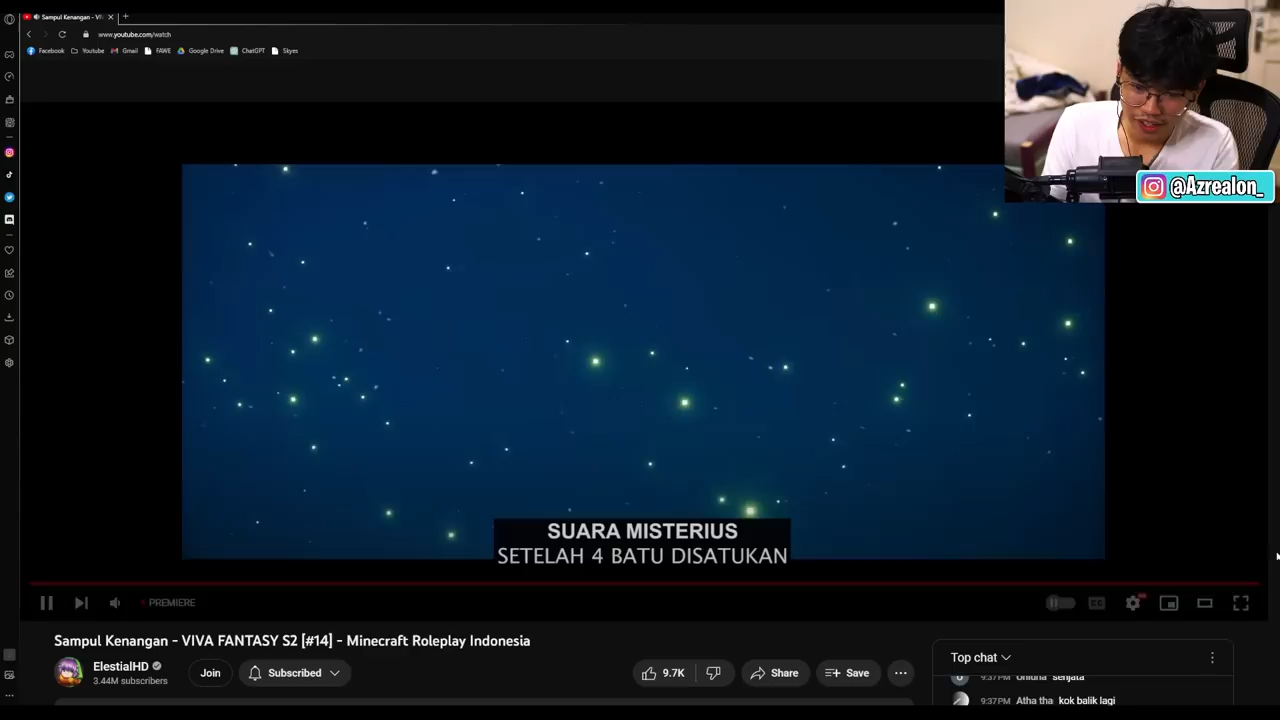 Sampul Kenangan - VIV
www.youtube.com/watch
Facebook
Youtube
Gmail
FAWE
Google Drive
ChatGPT
Skyes
@Azrealon_
SUARA MISTERIUS
SETELAH 4 BATU DISATUKAN
PREMIERE
Sampul Kenangan - VIVA FANTASY S2 [#14] - Minecraft Roleplay Indonesia
ElestialHD
3.44M subscribers
Join
Subscribed
9.7K
Share
Save
Top chat
9:37 PM senjata
9:37 PM Atha tha kok balik lagi